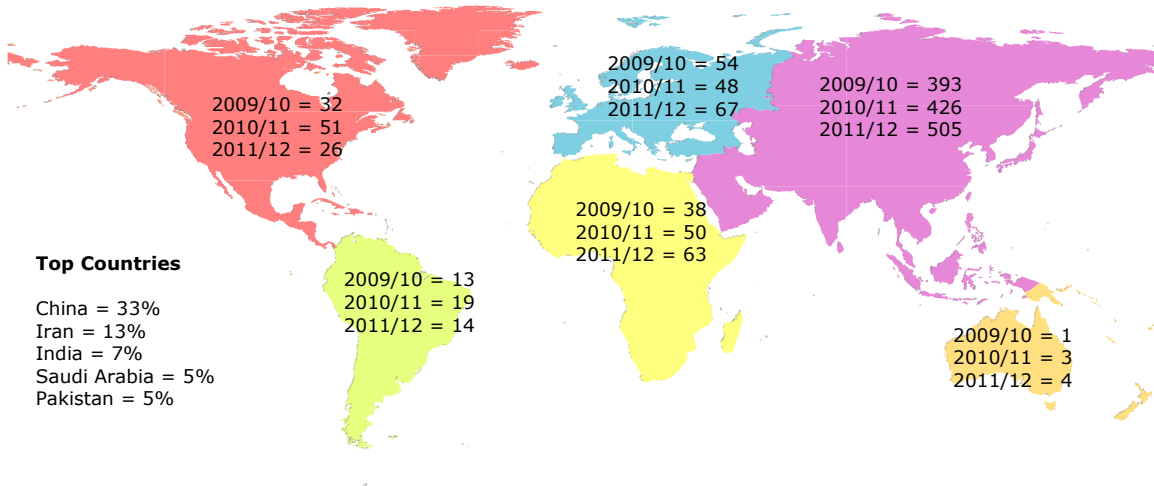 2009/10 = 32
2010/11 = 51
2011/12 = 26
2009/10 = 54
2010/11 = 48
2011/12 = 67
2009/10 = 393
2010/11 = 426
2011/12 = 505
2009/10 = 38
2010/11 = 50
2011/12 = 63
Top Countries
China = 33%
Iran = 13%
India = 7%
Saudi Arabia = 5%
Pakistan = 5%
2009/10 = 13
2010/11 = 19
2011/12 = 14
2009/10 = 1
2010/11 = 3
2011/12 = 4